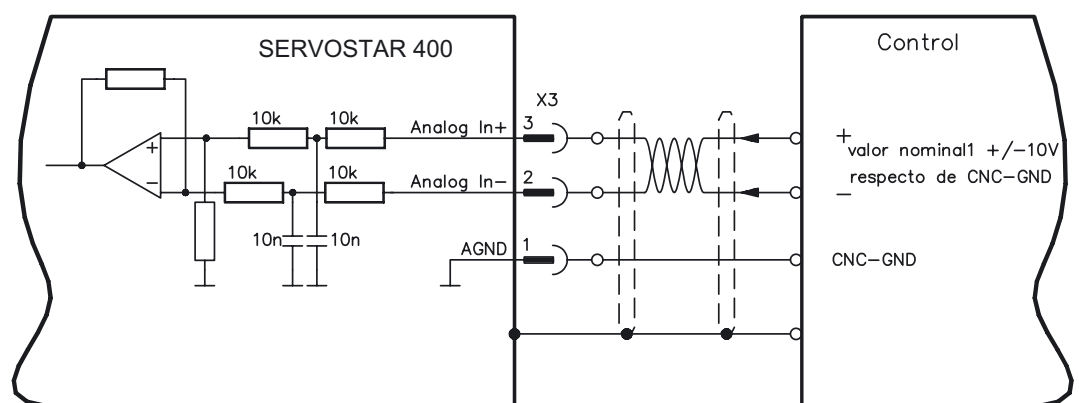 SERVOSTAR 400
Control
X3
10k
10k
Analog In+
3
+
+
valor nominal1 +/-10V
10k
10k
Analog In-
2
respecto de CNC-GND
-
-
10n
10n
AGND
1
CNC-GND